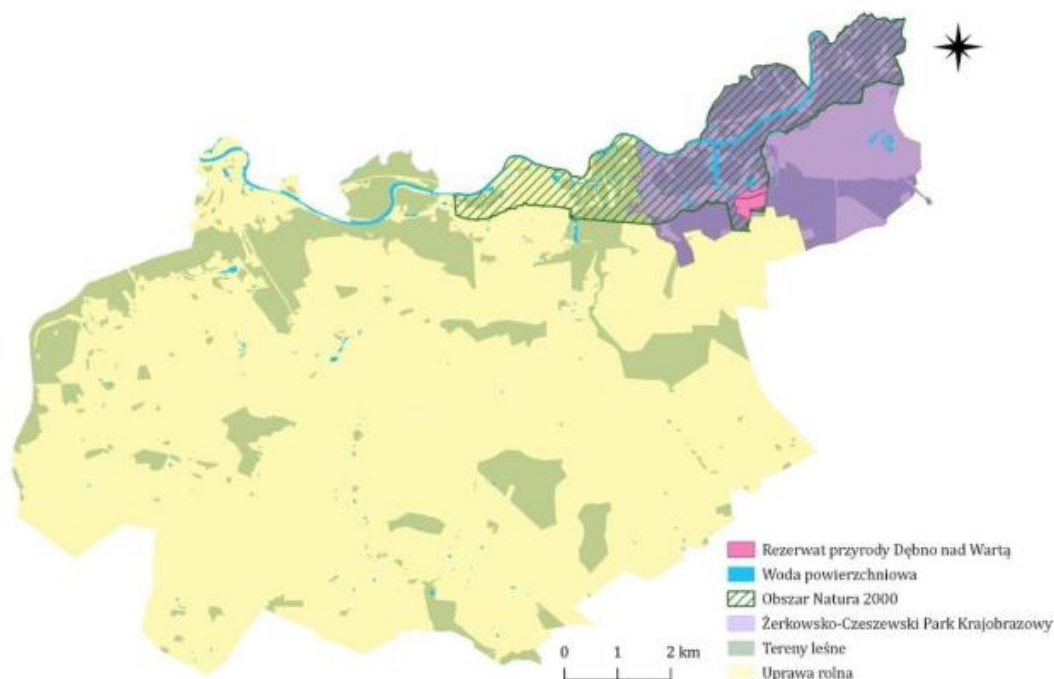 Rezerwat przyrody Dębno nad Wartą
Woda powierzchniowa
Obszar Natura 2000
Żerkowsko-Czeszewski Park Krajobrazowy
Tereny leśne
Uprawa rolna
0 1 2 km